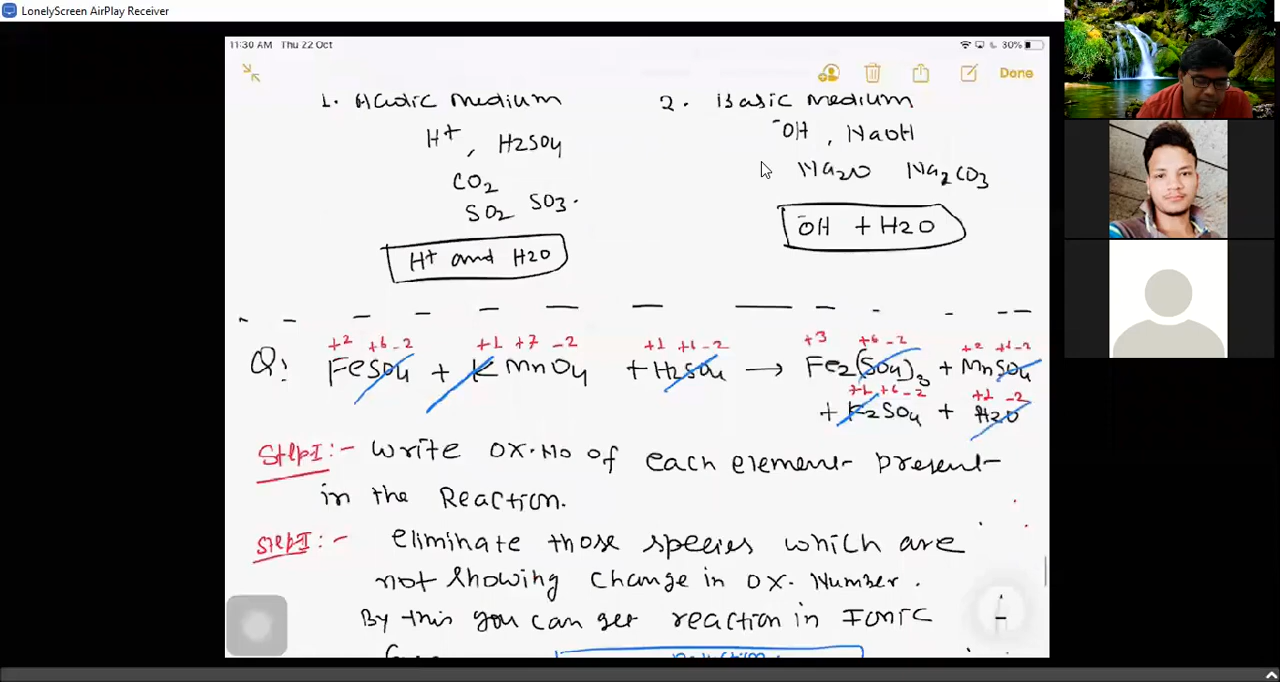 LonelyScreen AirPlay Receiver
11:30 AM Thu 22 Oct
30%
Done
1. Acidic medium
2. Basic medium
H+, H2SO4
-OH, NaOH
CO2
Na2O Na2CO3
SO2 SO3.
-OH + H2O
H+ and H2O
+2 +6 -2 +1 +7 -2 +1 +6 -2 +3 +6 -2 +2 +6 -2
Q: FeSO4 + KMnO4 + H2SO4 → Fe2(SO4)3 + MnSO4
+1 +6 -2 +1 -2
+ K2SO4 + H2O
Step I :- Write OX.No of each element present
in the Reaction.
Step II :- eliminate those species which are
not showing change in OX. Number.
By this you can get reaction in Ionic